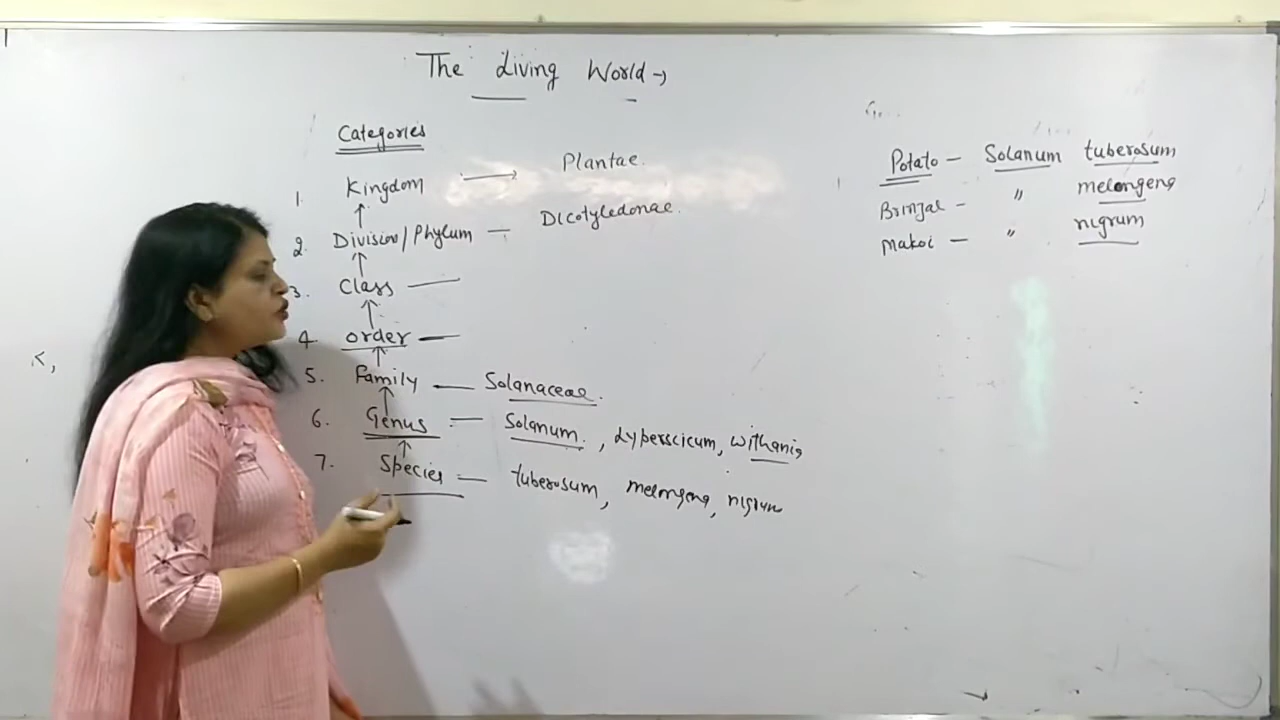 The Living World →
Categories
1. Kingdom → Plantae.
2. Division/Phylum — Dicotyledonae.
3. Class —
4. order —
5. Family — Solanaceae.
6. Genus — Solanum, Lyperscicum, withania
7. Species — tuberosum, melongena, nigrum
Potato — Solanum tuberosum
Brinjal — " melongena
Makoi — " nigrum